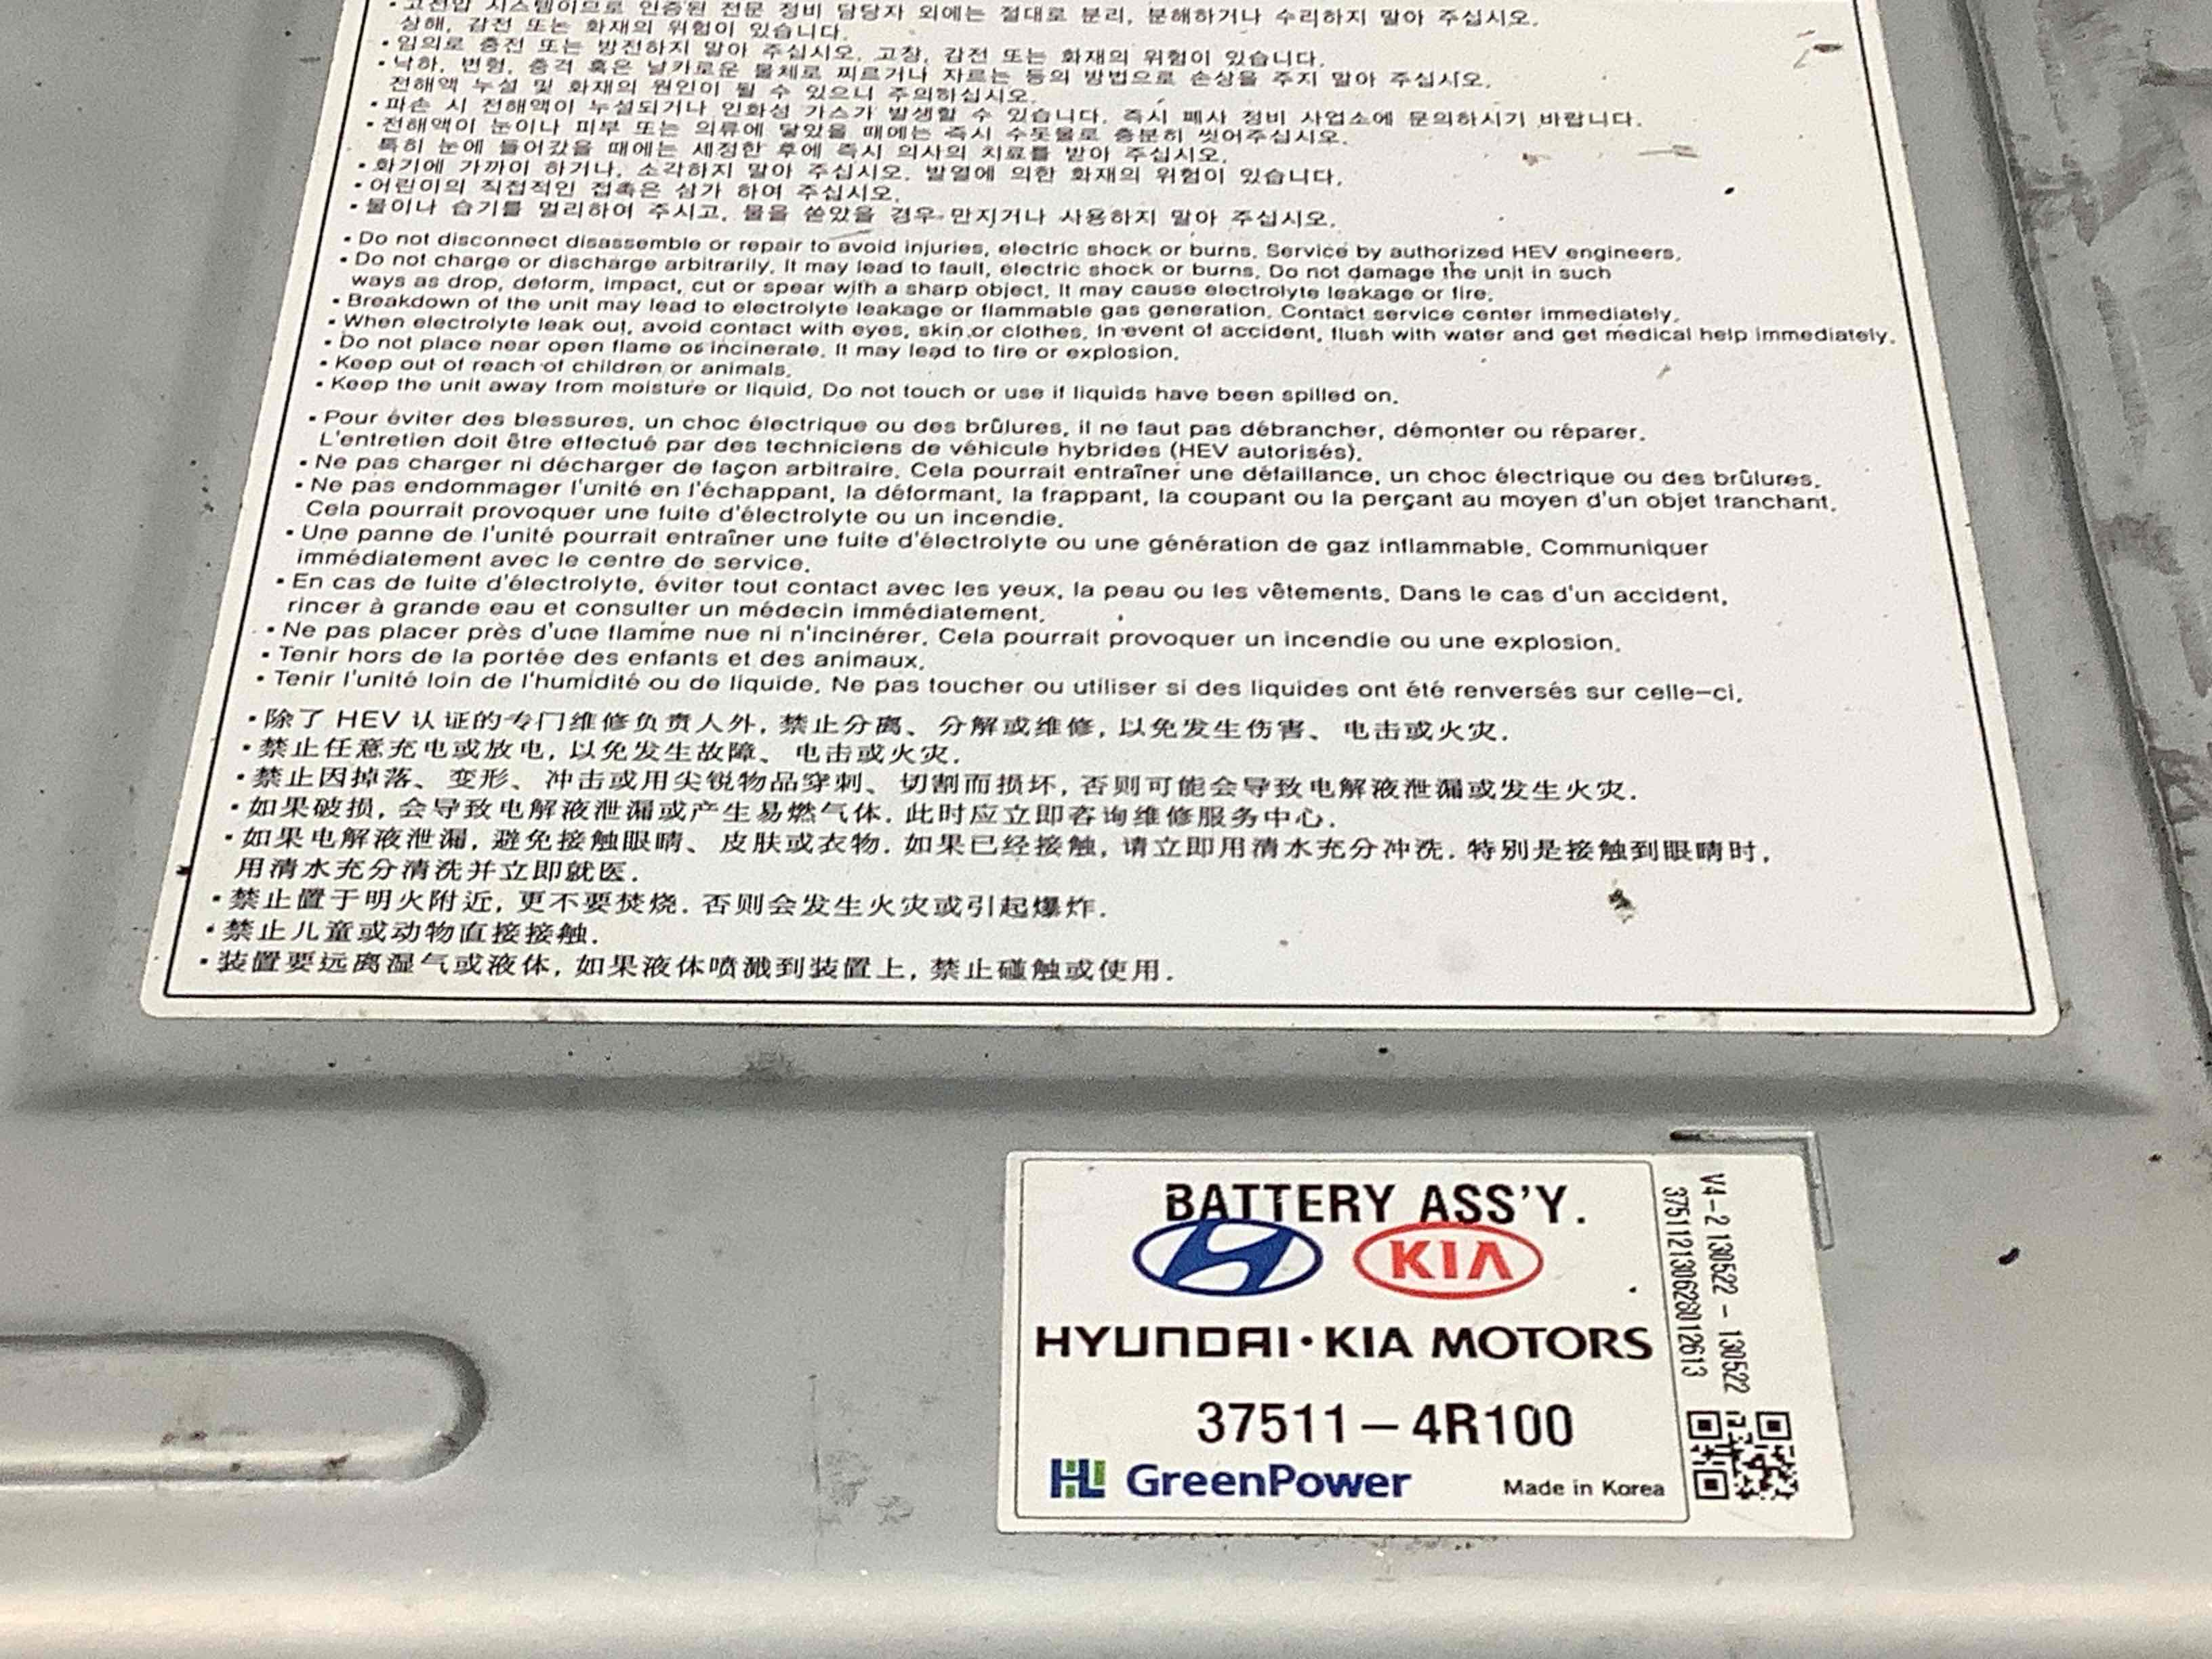 • 고전압 시스템이므로 인증된 전문 정비 담당자 외에는 절대로 분리, 분해하거나 수리하지 말아 주십시오.
상해, 감전 또는 화재의 위험이 있습니다.
• 임의로 충전 또는 방전하지 말아 주십시오. 고장, 감전 또는 화재의 위험이 있습니다.
• 낙하, 변형, 충격 혹은 날카로운 물체로 찌르거나 자르는 등의 방법으로 손상을 주지 말아 주십시오.
전해액 누설 및 화재의 원인이 될 수 있으니 주의하십시오.
• 파손 시 전해액이 누설되거나 인화성 가스가 발생할 수 있습니다. 즉시 폐사 정비 사업소에 문의하시기 바랍니다.
• 전해액이 눈이나 피부 또는 의류에 닿았을 때에는 즉시 수돗물로 충분히 씻어주십시오.
특히 눈에 들어갔을 때에는 세정한 후에 즉시 의사의 치료를 받아 주십시오.
• 화기에 가까이 하거나, 소각하지 말아 주십시오. 발열에 의한 화재의 위험이 있습니다.
• 어린이의 직접적인 접촉은 삼가 하여 주십시오.
• 물이나 습기를 멀리하여 주시고, 물을 쏟았을 경우 만지거나 사용하지 말아 주십시오.
• Do not disconnect disassemble or repair to avoid injuries, electric shock or burns. Service by authorized HEV engineers.
• Do not charge or discharge arbitrarily. It may lead to fault, electric shock or burns. Do not damage the unit in such
ways as drop, deform, impact, cut or spear with a sharp object. It may cause electrolyte leakage or fire.
• Breakdown of the unit may lead to electrolyte leakage or flammable gas generation. Contact service center immediately.
• When electrolyte leak out, avoid contact with eyes, skin or clothes. In event of accident, flush with water and get medical help immediately.
• Do not place near open flame or incinerate. It may lead to fire or explosion.
• Keep out of reach of children or animals.
• Keep the unit away from moisture or liquid. Do not touch or use if liquids have been spilled on.
• Pour éviter des blessures, un choc électrique ou des brûlures, il ne faut pas débrancher, démonter ou réparer.
L'entretien doit être effectué par des techniciens de véhicule hybrides (HEV autorisés).
• Ne pas charger ni décharger de façon arbitraire. Cela pourrait entraîner une défaillance, un choc électrique ou des brûlures.
• Ne pas endommager l'unité en l'échappant, la déformant, la frappant, la coupant ou la perçant au moyen d'un objet tranchant.
Cela pourrait provoquer une fuite d'électrolyte ou un incendie.
• Une panne de l'unité pourrait entraîner une fuite d'électrolyte ou une génération de gaz inflammable. Communiquer
immédiatement avec le centre de service.
• En cas de fuite d'électrolyte, éviter tout contact avec les yeux, la peau ou les vêtements. Dans le cas d'un accident,
rincer à grande eau et consulter un médecin immédiatement.
• Ne pas placer près d'une flamme nue ni n'incinérer. Cela pourrait provoquer un incendie ou une explosion.
• Tenir hors de la portée des enfants et des animaux.
• Tenir l'unité loin de l'humidité ou de liquide. Ne pas toucher ou utiliser si des liquides ont été renversés sur celle-ci.
• 除了 HEV 认证的专门维修负责人外, 禁止分离、分解或维修, 以免发生伤害、电击或火灾.
• 禁止任意充电或放电, 以免发生故障、电击或火灾.
• 禁止因掉落、变形、冲击或用尖锐物品穿刺、切割而损坏, 否则可能会导致电解液泄漏或发生火灾.
• 如果破损, 会导致电解液泄漏或产生易燃气体. 此时应立即咨询维修服务中心.
• 如果电解液泄漏, 避免接触眼睛、皮肤或衣物. 如果已经接触, 请立即用清水充分冲洗. 特别是接触到眼睛时,
用清水充分清洗并立即就医.
• 禁止置于明火附近, 更不要焚烧. 否则会发生火灾或引起爆炸.
• 禁止儿童或动物直接接触.
• 装置要远离湿气或液体, 如果液体喷溅到装置上, 禁止碰触或使用.
BATTERY ASS'Y.
KIA
HYUNDAI • KIA MOTORS
37511-4R100
HL GreenPower
Made in Korea
V4-2 130522 - 130522
375112130628012613